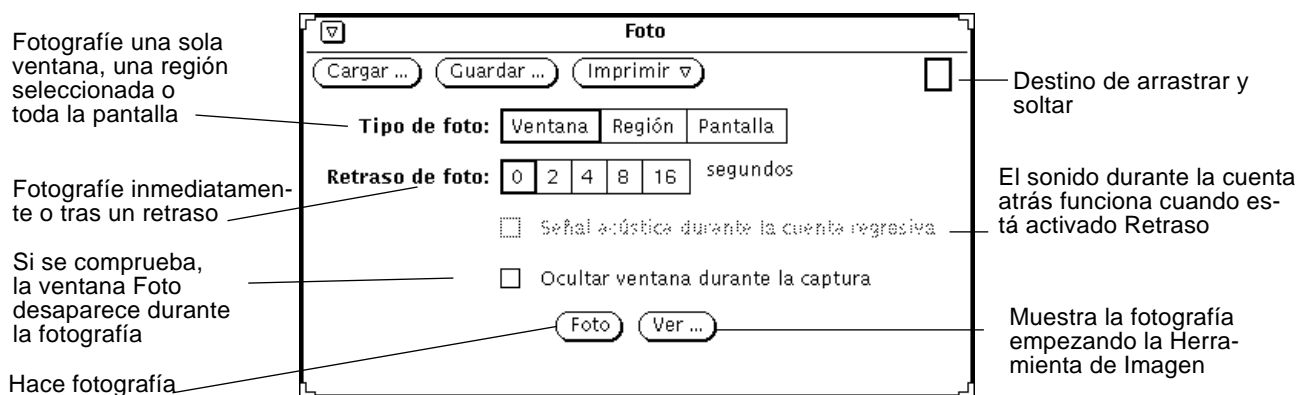 Foto
Cargar ... Guardar ... Imprimir
Fotografíe una sola
ventana, una región
seleccionada o
toda la pantalla
Destino de arrastrar y
soltar
Tipo de foto: Ventana Región Pantalla
Retraso de foto: 0 2 4 8 16 segundos
Fotografíe inmediatamen-
te o tras un retraso
El sonido durante la cuenta
atrás funciona cuando es-
tá activado Retraso
Señal acústica durante la cuenta regresiva
Si se comprueba,
la ventana Foto
desaparece durante
la fotografía
Ocultar ventana durante la captura
Foto Ver ...
Muestra la fotografía
empezando la Herra-
mienta de Imagen
Hace fotografía